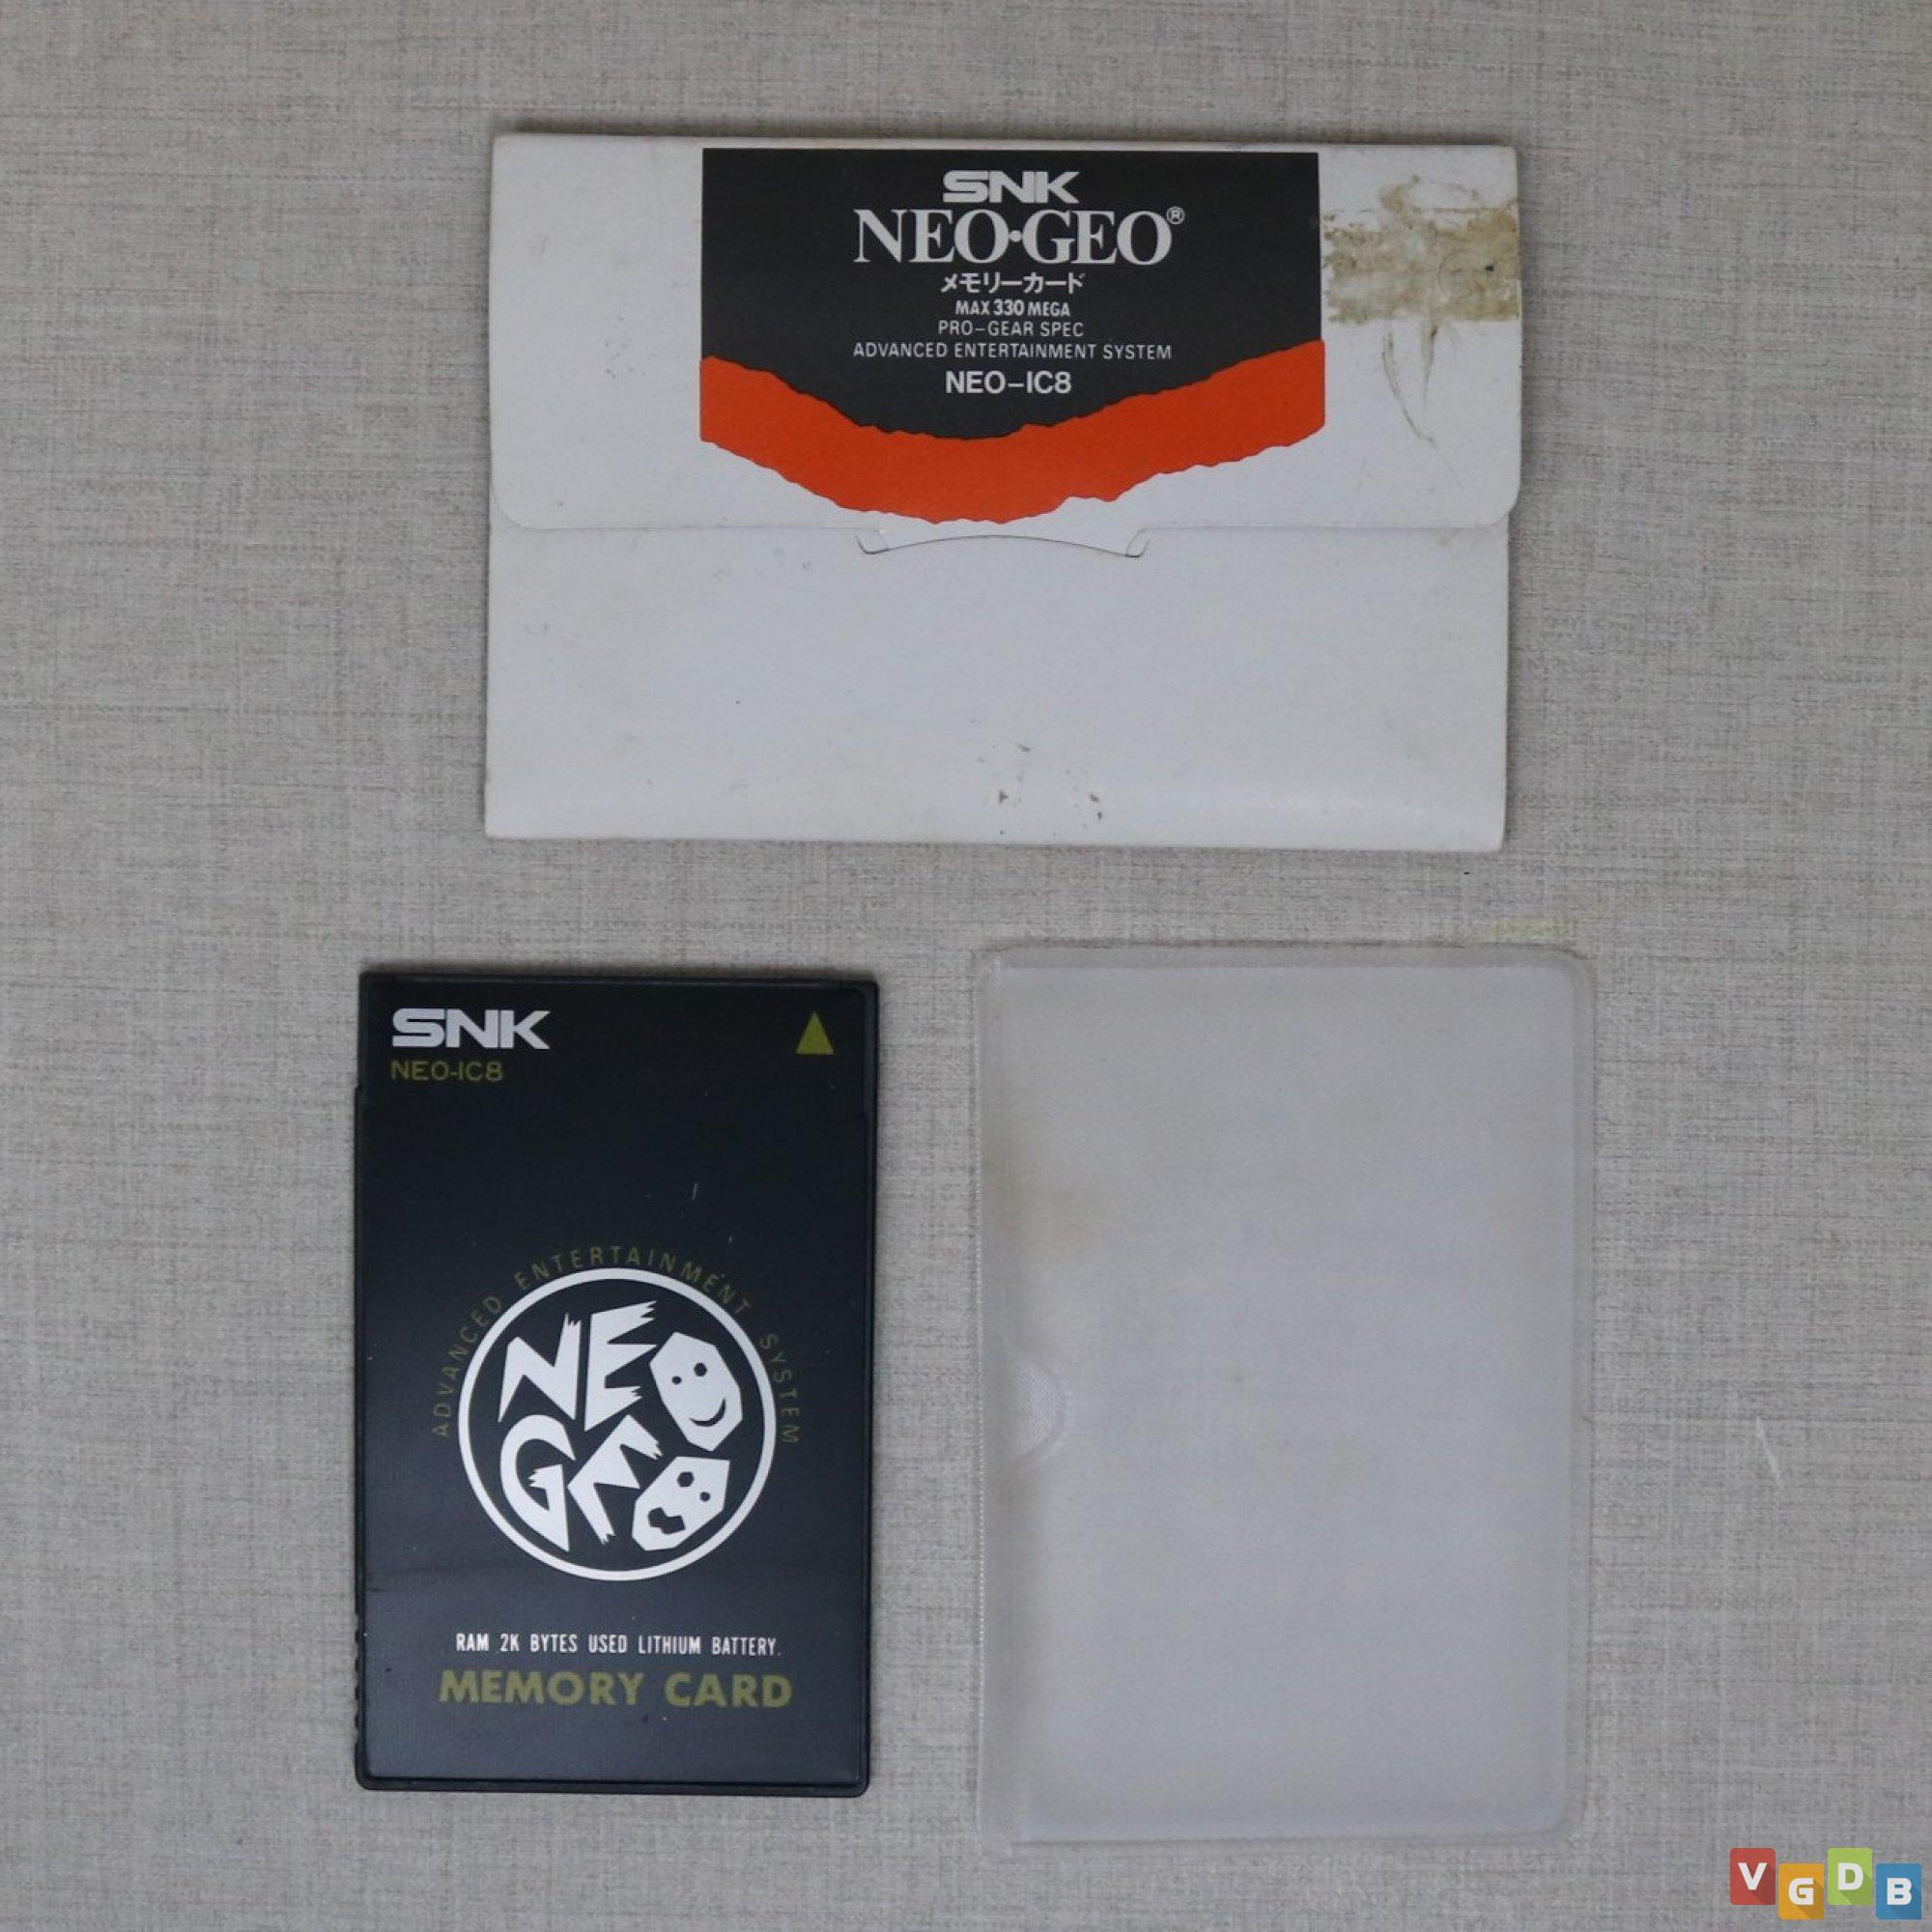 SNK
NEO·GEO®
メモリーカード
MAX 330 MEGA
PRO-GEAR SPEC
ADVANCED ENTERTAINMENT SYSTEM
NEO-IC8
SNK
NEO-IC8
ADVANCED ENTERTAINMENT SYSTEM
NEO
GEO
RAM 2K BYTES USED LITHIUM BATTERY.
MEMORY CARD
VGDB